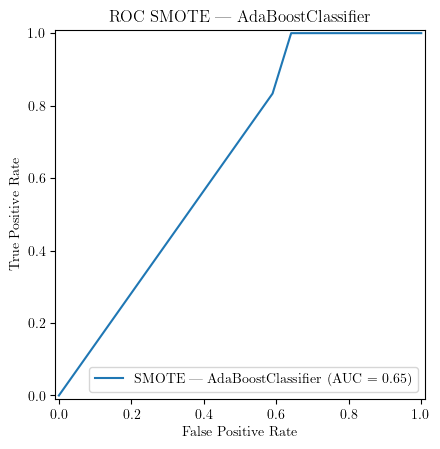 ROC SMOTE — AdaBoostClassifier
1.0
0.8
0.6
0.4
0.2
0.0
True Positive Rate
SMOTE — AdaBoostClassifier (AUC = 0.65)
0.0 0.2 0.4 0.6 0.8 1.0
False Positive Rate